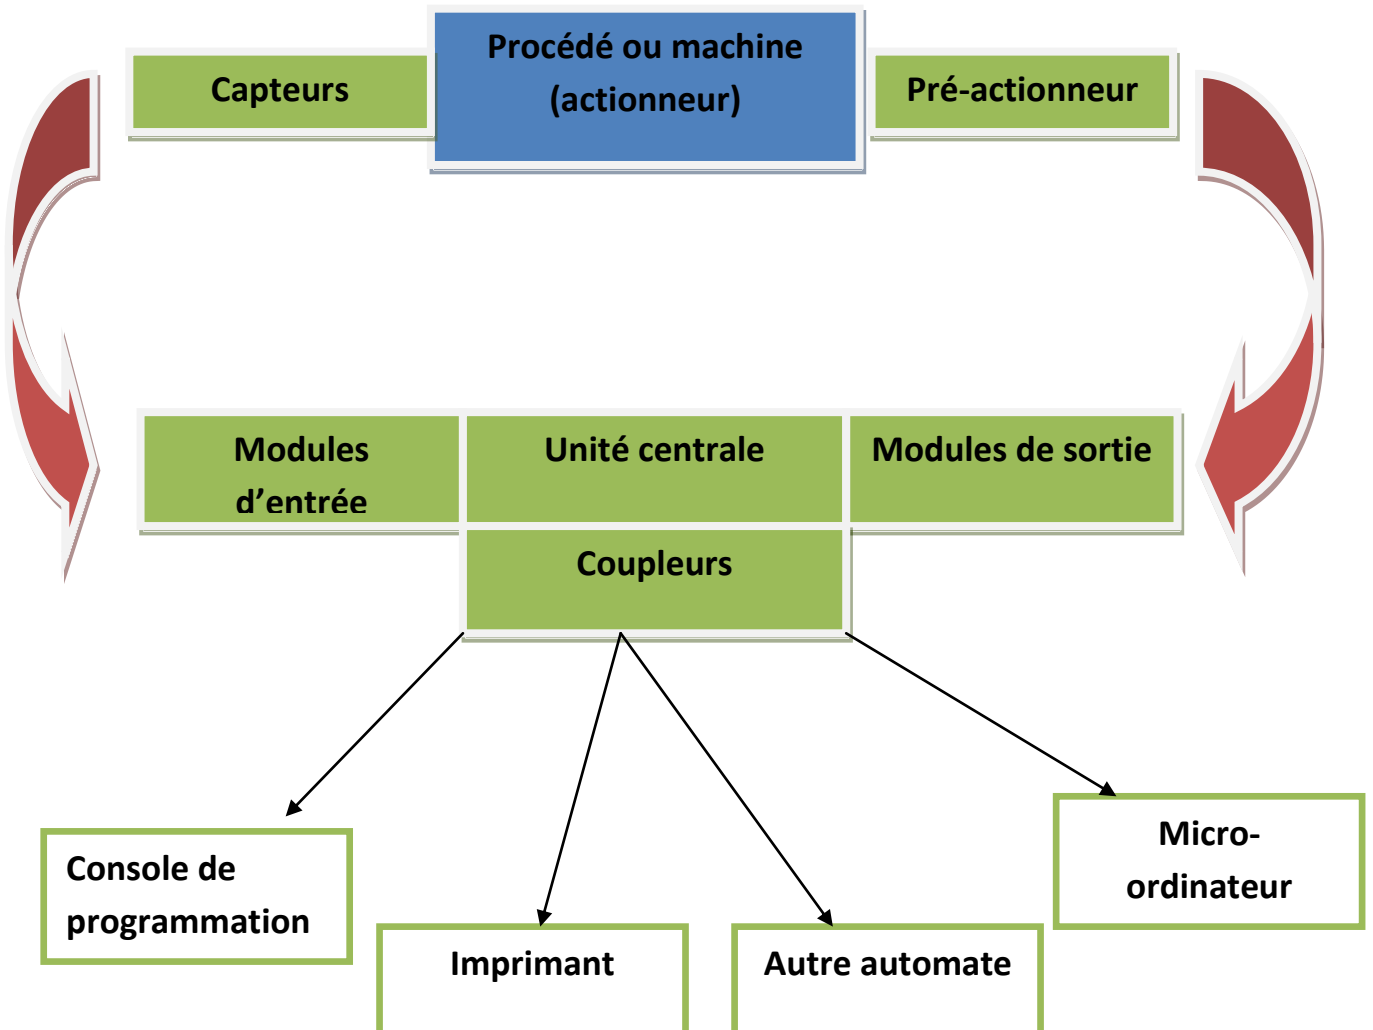 Procédé ou machine
(actionneur)
Capteurs
Pré-actionneur
Modules
d’entrée
Unité centrale
Modules de sortie
Coupleurs
Console de
programmation
Imprimant
Autre automate
Micro-
ordinateur